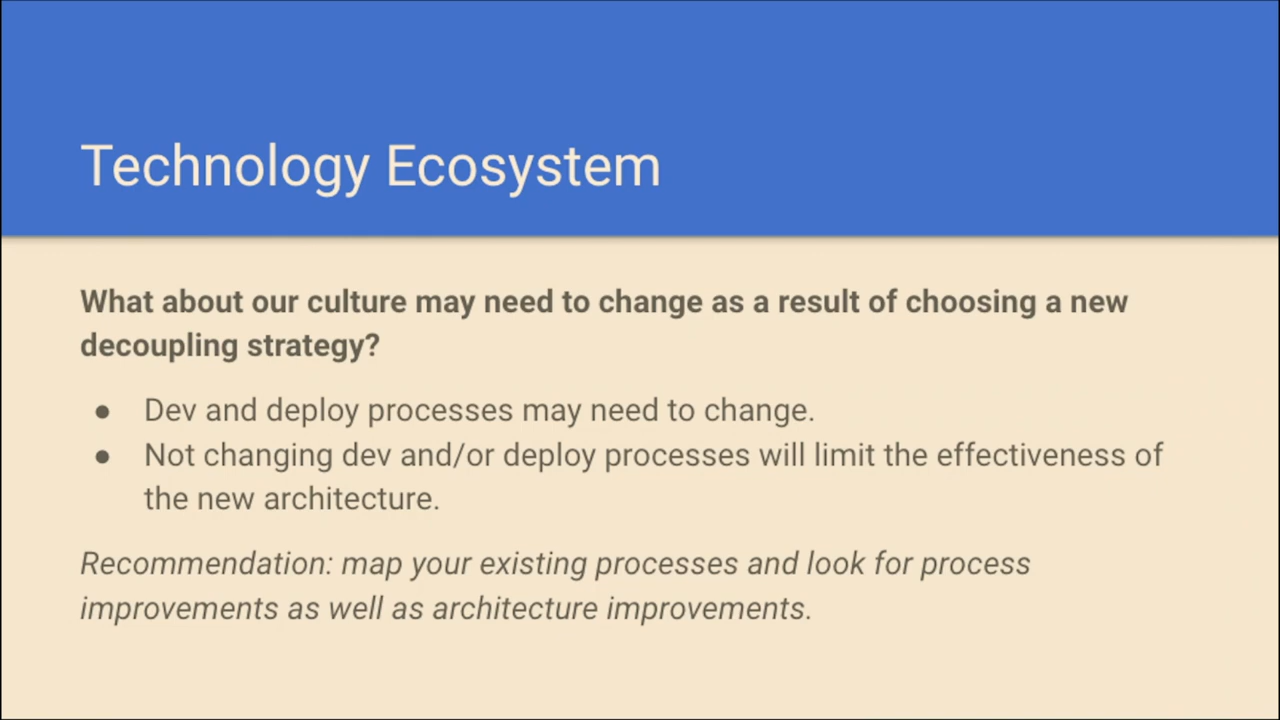 Technology Ecosystem
What about our culture may need to change as a result of choosing a new
decoupling strategy?
● Dev and deploy processes may need to change.
● Not changing dev and/or deploy processes will limit the effectiveness of
the new architecture.
Recommendation: map your existing processes and look for process
improvements as well as architecture improvements.